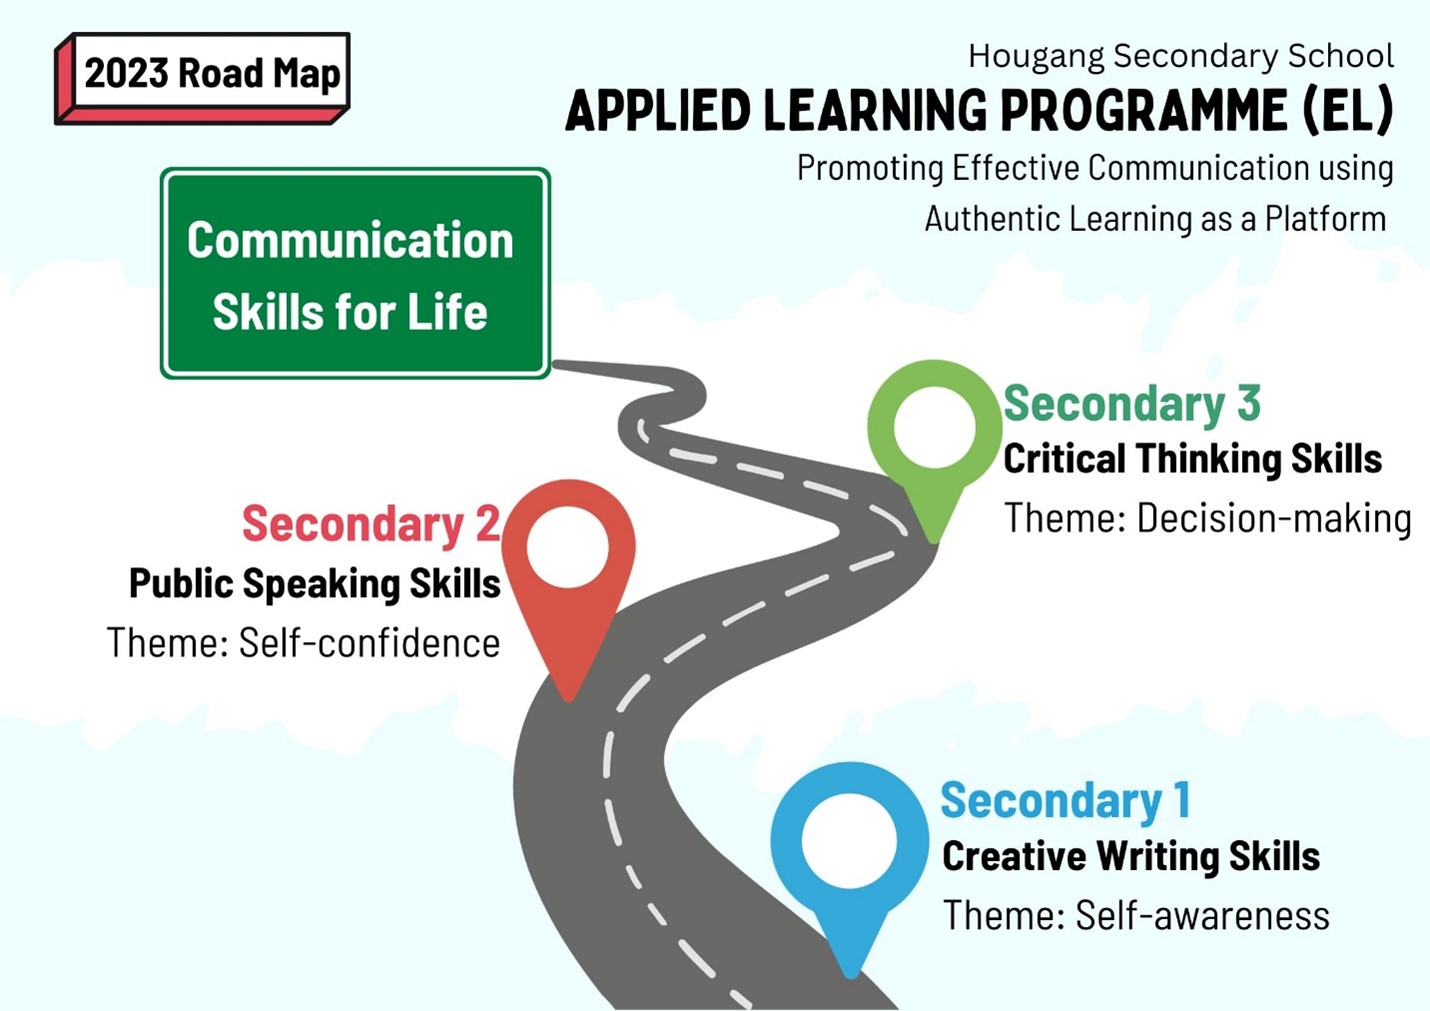 2023 Road Map
Hougang Secondary School
APPLIED LEARNING PROGRAMME (EL)
Promoting Effective Communication using
Authentic Learning as a Platform
Communication
Skills for Life
Secondary 3
Critical Thinking Skills
Theme: Decision-making
Secondary 2
Public Speaking Skills
Theme: Self-confidence
Secondary 1
Creative Writing Skills
Theme: Self-awareness